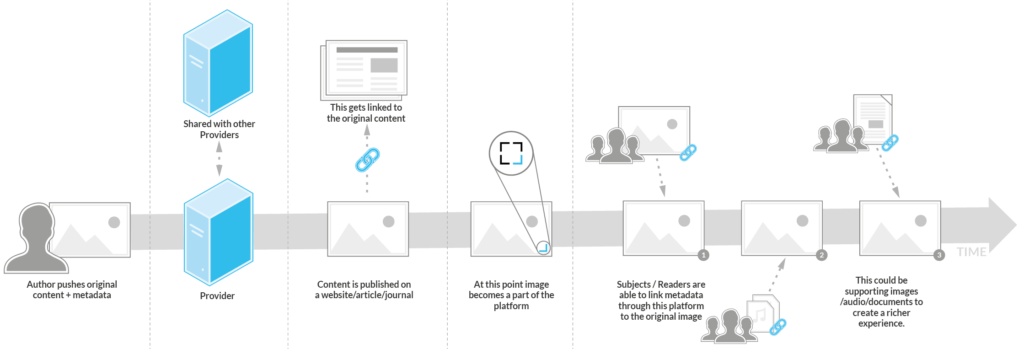 Shared with other
Providers
This gets linked to
the original content
TIME
1
2
3
Author pushes original
content + metadata
Provider
Content is published on
a website/article/journal
At this point image
becomes a part of the
platform
Subjects / Readers are
able to link metadata
through this platform
to the original image
This could be
supporting images
/audio/documents to
create a richer
experience.